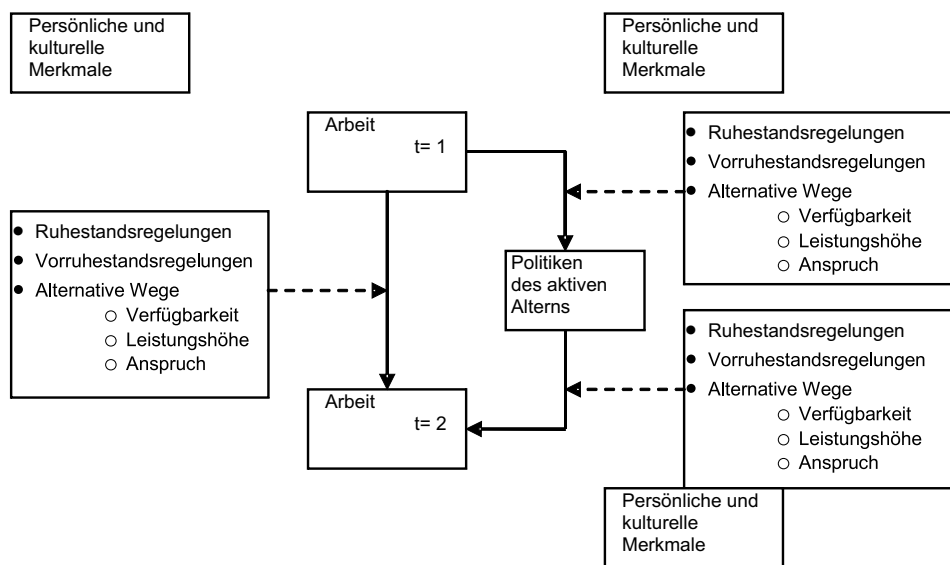 Persönliche und
kulturelle
Merkmale
Persönliche und
kulturelle
Merkmale
Arbeit
t= 1
• Ruhestandsregelungen
• Vorruhestandsregelungen
• Alternative Wege
○ Verfügbarkeit
○ Leistungshöhe
○ Anspruch
• Ruhestandsregelungen
• Vorruhestandsregelungen
• Alternative Wege
○ Verfügbarkeit
○ Leistungshöhe
○ Anspruch
Politiken
des aktiven
Alterns
• Ruhestandsregelungen
• Vorruhestandsregelungen
• Alternative Wege
○ Verfügbarkeit
○ Leistungshöhe
○ Anspruch
Arbeit
t= 2
Persönliche und
kulturelle
Merkmale